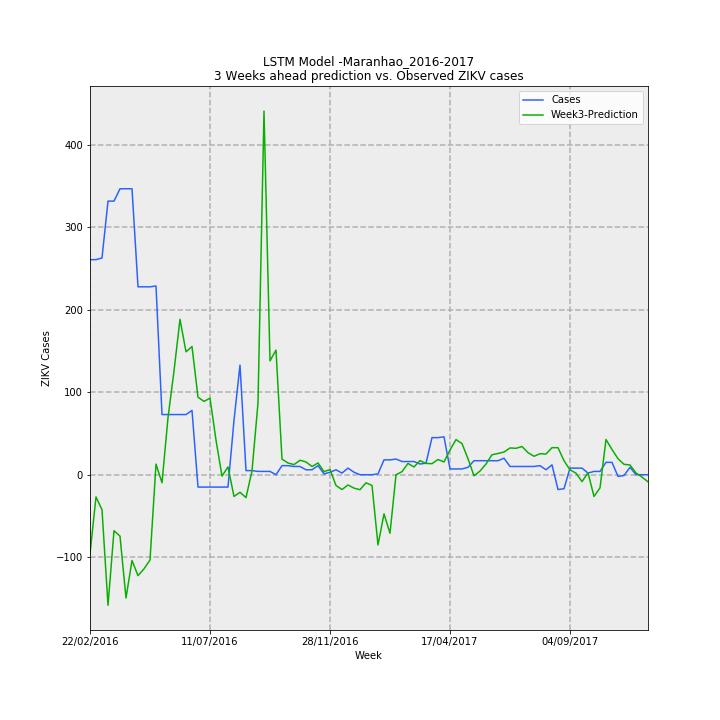 LSTM Model -Maranhao_2016-2017
3 Weeks ahead prediction vs. Observed ZIKV cases
Cases
Week3-Prediction
400
300
200
100
0
−100
ZIKV Cases
22/02/2016
11/07/2016
28/11/2016
17/04/2017
04/09/2017
Week